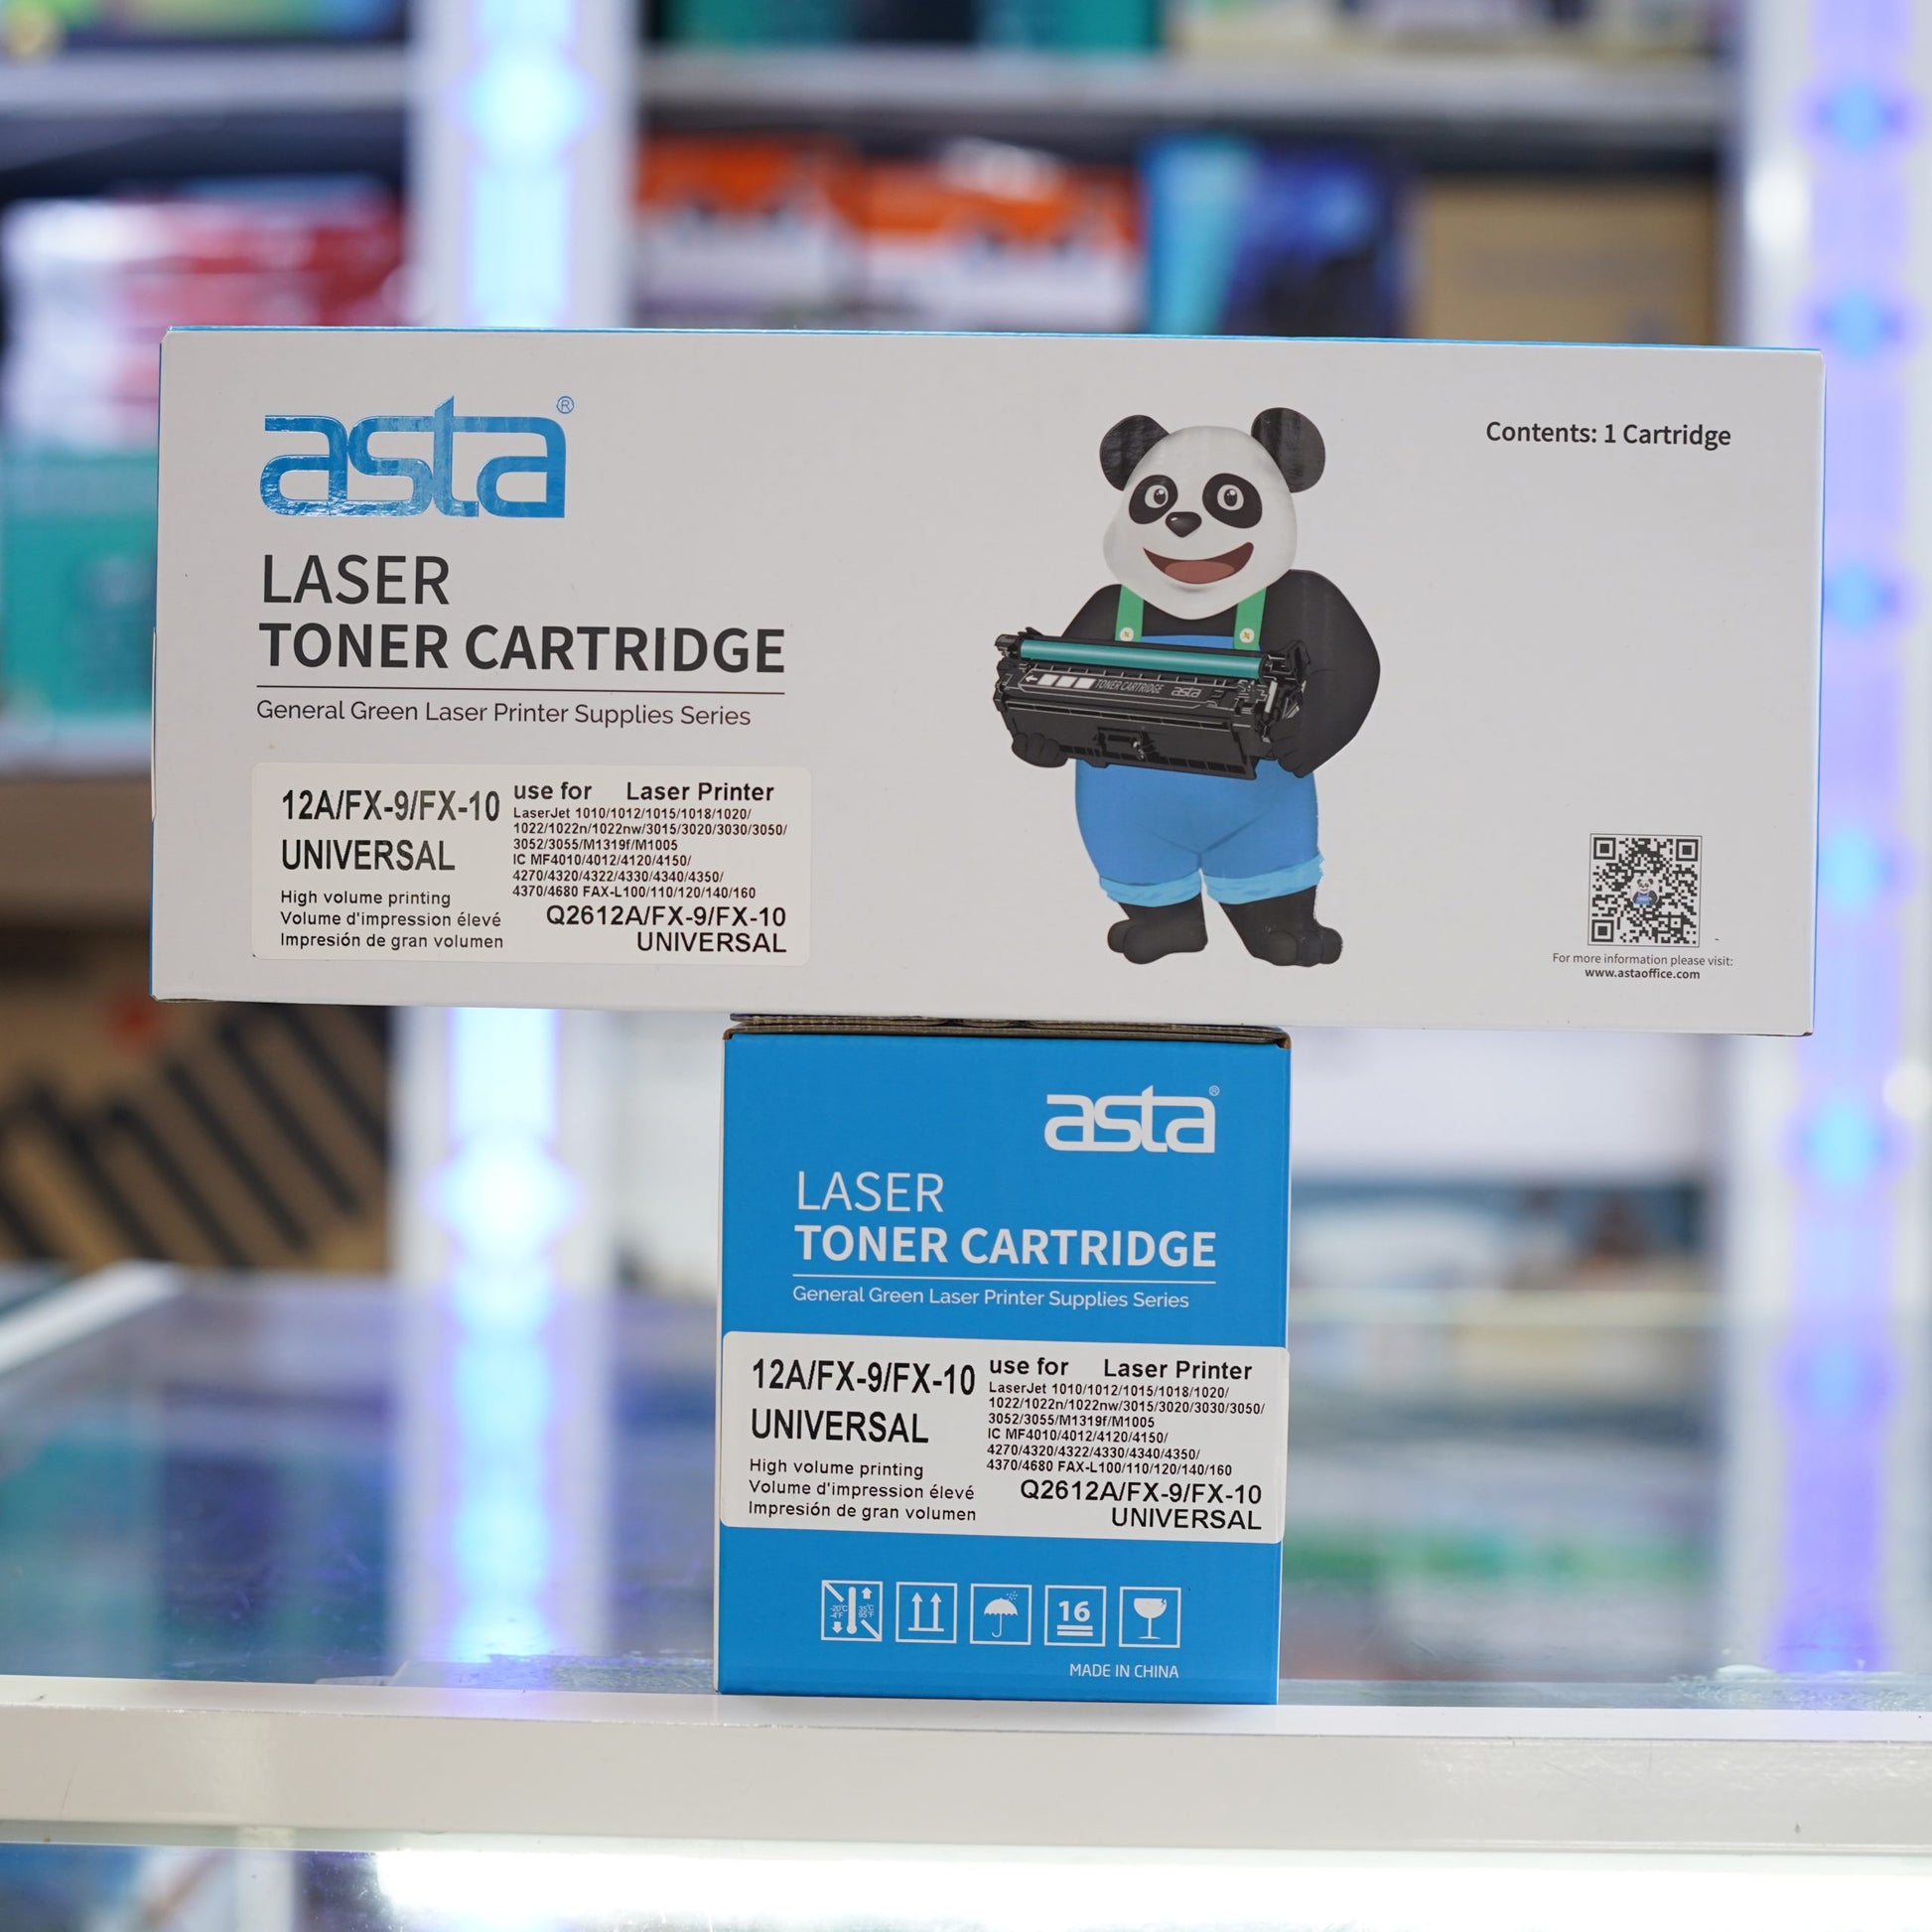 asta®
LASER
TONER CARTRIDGE
General Green Laser Printer Supplies Series
12A/FX-9/FX-10
UNIVERSAL
High volume printing
Volume d'impression élevé
Impresión de gran volumen
use for Laser Printer
LaserJet 1010/1012/1015/1018/1020/
1022/1022n/1022nw/3015/3020/3030/3050/
3052/3055/M1319f/M1005
IC MF4010/4012/4120/4150/
4270/4320/4322/4330/4340/4350/
4370/4680 FAX-L100/110/120/140/160
Q2612A/FX-9/FX-10
UNIVERSAL
TONER CARTRIDGE asta
Contents: 1 Cartridge
For more information please visit:
www.astaoffice.com
asta®
LASER
TONER CARTRIDGE
General Green Laser Printer Supplies Series
12A/FX-9/FX-10
UNIVERSAL
High volume printing
Volume d'impression élevé
Impresión de gran volumen
use for Laser Printer
LaserJet 1010/1012/1015/1018/1020/
1022/1022n/1022nw/3015/3020/3030/3050/
3052/3055/M1319f/M1005
IC MF4010/4012/4120/4150/
4270/4320/4322/4330/4340/4350/
4370/4680 FAX-L100/110/120/140/160
Q2612A/FX-9/FX-10
UNIVERSAL
16
MADE IN CHINA